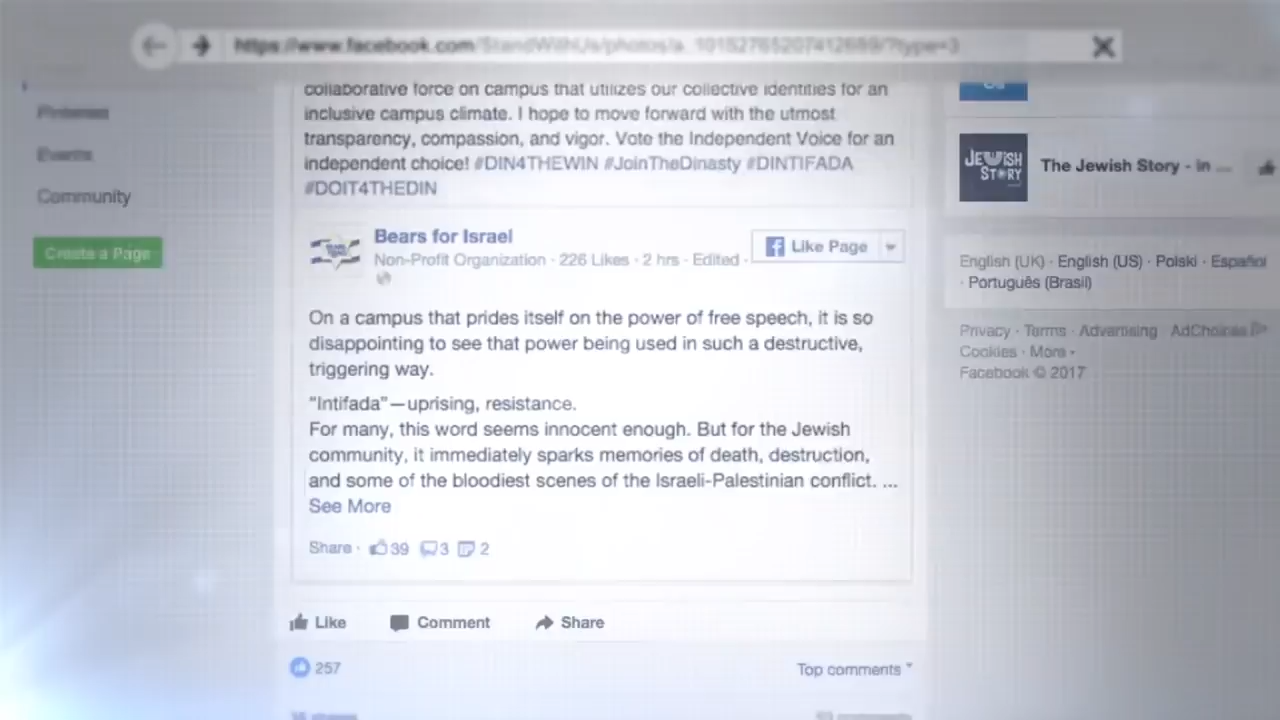 https://www.facebook.com/StandWithUs/photos/a.10152765207412689/?type=3
collaborative force on campus that utilizes our collective identities for an
inclusive campus climate. I hope to move forward with the utmost
transparency, compassion, and vigor. Vote the Independent Voice for an
independent choice! #DIN4THEWIN #JoinTheDinasty #DINTIFADA
#DOIT4THEDIN
Pinterest
Events
Community
Create a Page
Bears for Israel
Non-Profit Organization · 226 Likes · 2 hrs · Edited ·
Like Page
On a campus that prides itself on the power of free speech, it is so
disappointing to see that power being used in such a destructive,
triggering way.
"Intifada"—uprising, resistance.
For many, this word seems innocent enough. But for the Jewish
community, it immediately sparks memories of death, destruction,
and some of the bloodiest scenes of the Israeli-Palestinian conflict. ...
See More
Share · 39 3 2
Like Comment Share
257
Top comments
JEWISH
STORY
The Jewish Story - in ...
English (UK) · English (US) · Polski · Español
· Português (Brasil)
Privacy · Terms · Advertising AdChoices
Cookies · More
Facebook © 2017